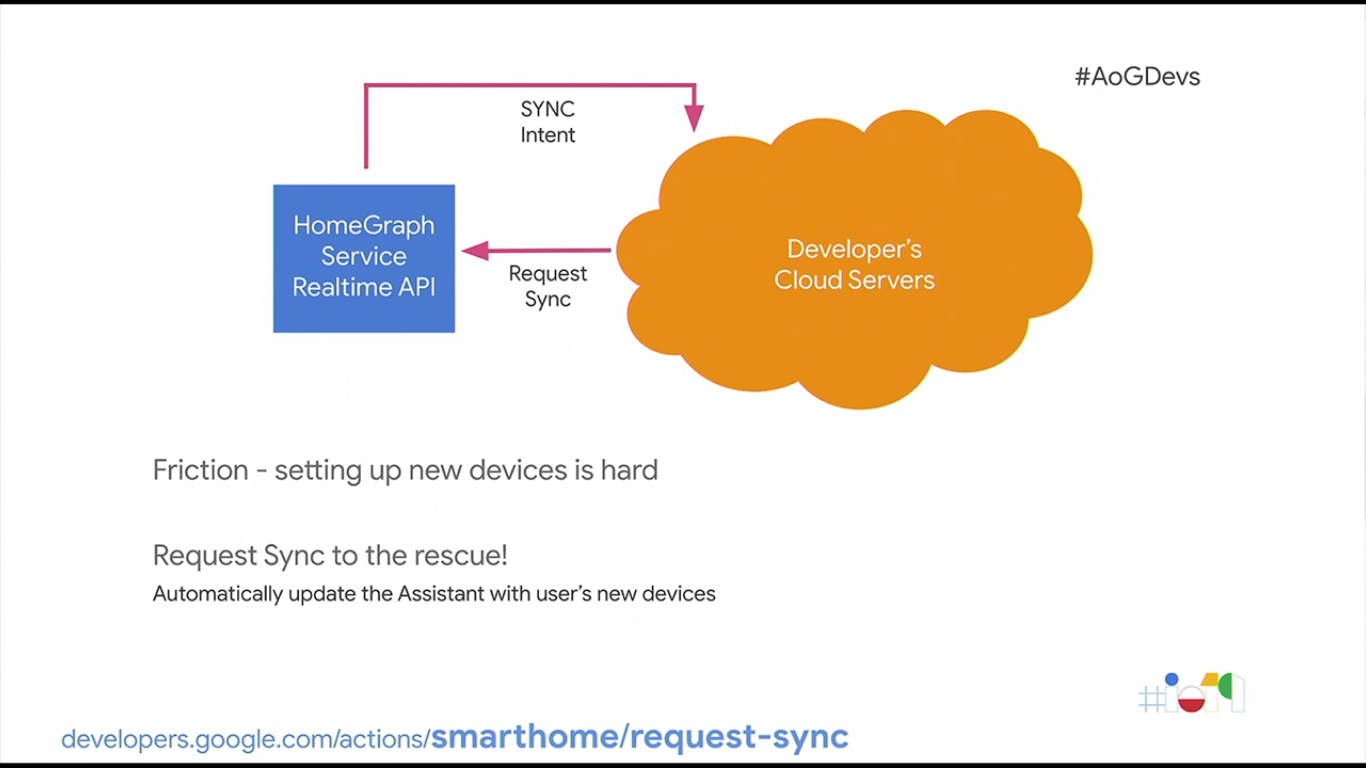 #AoGDevs
SYNC
Intent
HomeGraph
Service
Realtime API
Request
Sync
Developer’s
Cloud Servers
Friction - setting up new devices is hard
Request Sync to the rescue!
Automatically update the Assistant with user’s new devices
#io19
developers.google.com/actions/smarthome/request-sync